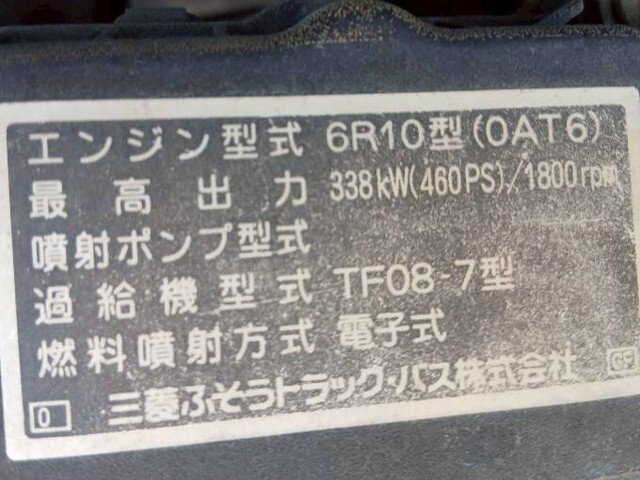 エンジン型式 6R10型(0AT6)
最高出力 338kW(460PS)/1800rpm
噴射ポンプ型式
過給機型式 TF08-7型
燃料噴射方式 電子式
0 三菱ふそうトラック・バス株式会社 GF